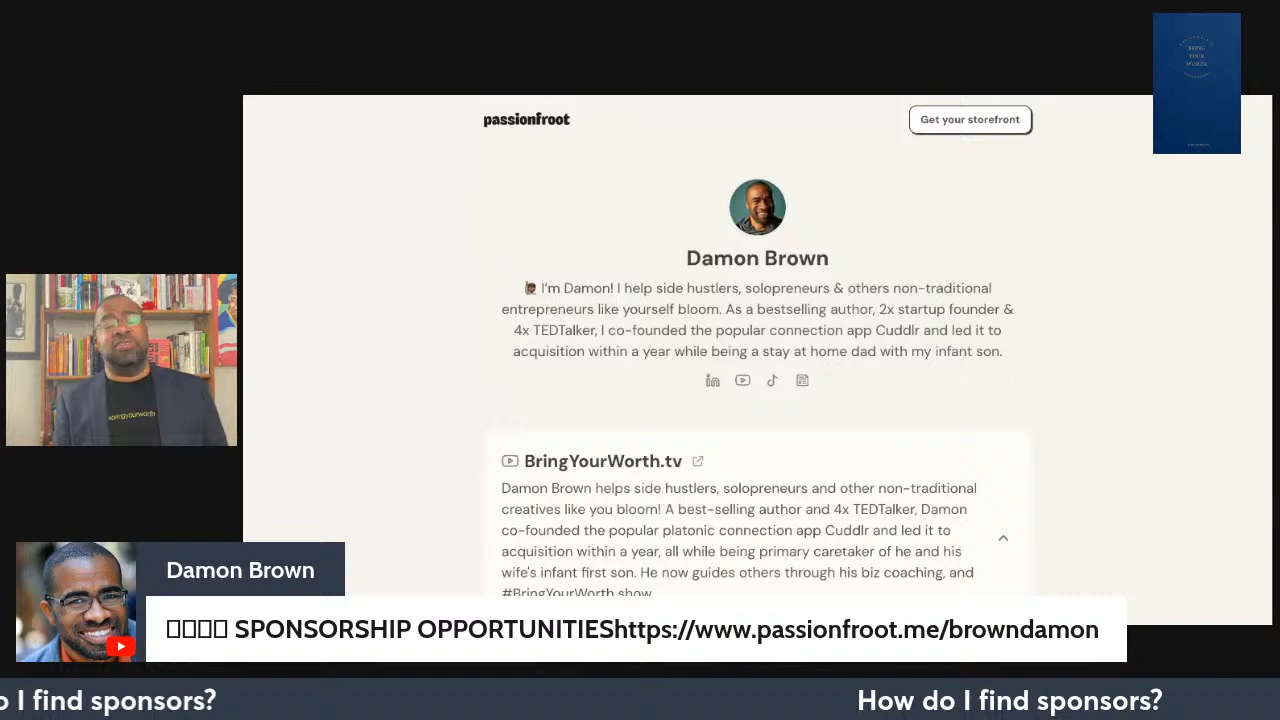 BRING
YOUR
WORTH
passionfroot
Get your storefront
Damon Brown
I'm Damon! I help side hustlers, solopreneurs & others non-traditional
entrepreneurs like yourself bloom. As a bestselling author, 2x startup founder &
4x TEDTalker, I co-founded the popular connection app Cuddlr and led it to
acquisition within a year while being a stay at home dad with my infant son.
BringYourWorth.tv
Damon Brown helps side hustlers, solopreneurs and other non-traditional
creatives like you bloom! A best-selling author and 4x TEDTalker, Damon
co-founded the popular platonic connection app Cuddlr and led it to
acquisition within a year, all while being primary caretaker of he and his
wife's infant first son. He now guides others through his biz coaching, and
#BringYourWorth show.
#bringyourworth
Damon Brown
SPONSORSHIP OPPORTUNITIEShttps://www.passionfroot.me/browndamon
o I find sponsors?
How do I find sponsors?